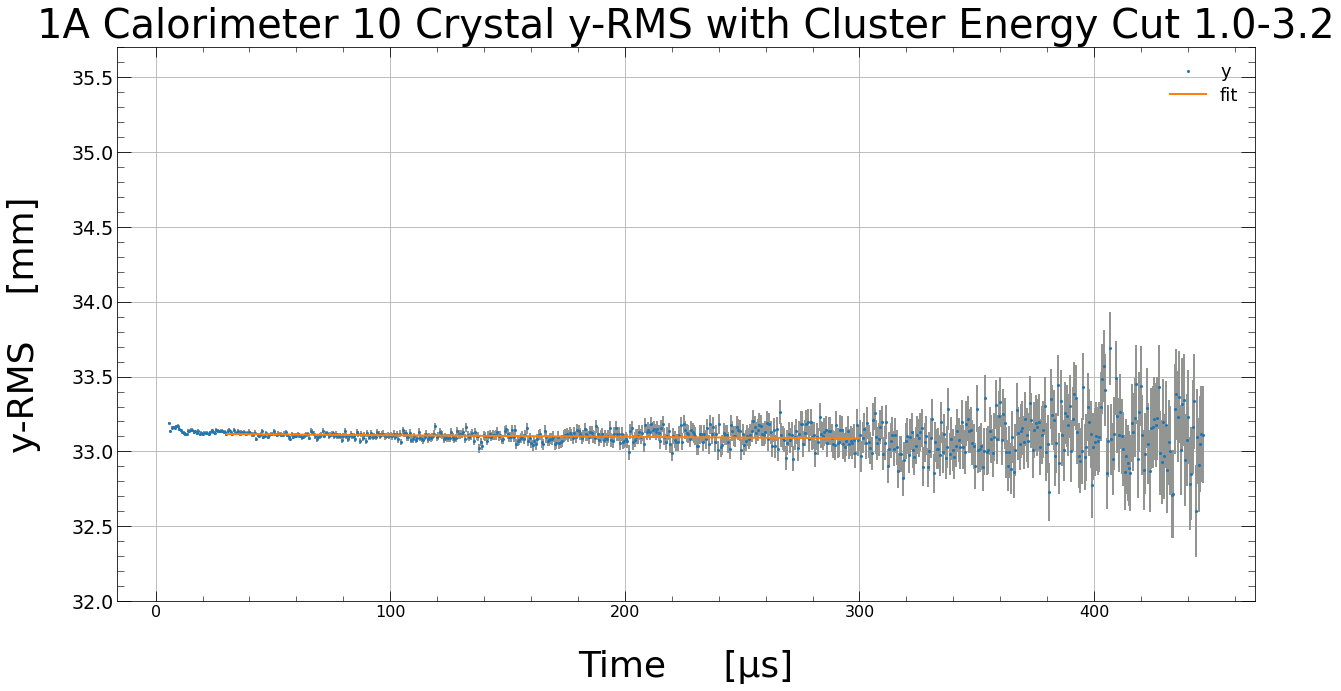 1A Calorimeter 10 Crystal y-RMS with Cluster Energy Cut 1.0-3.2
y
fit
y-RMS [mm]
35.5
35.0
34.5
34.0
33.5
33.0
32.5
32.0
0 100 200 300 400
Time [µs]